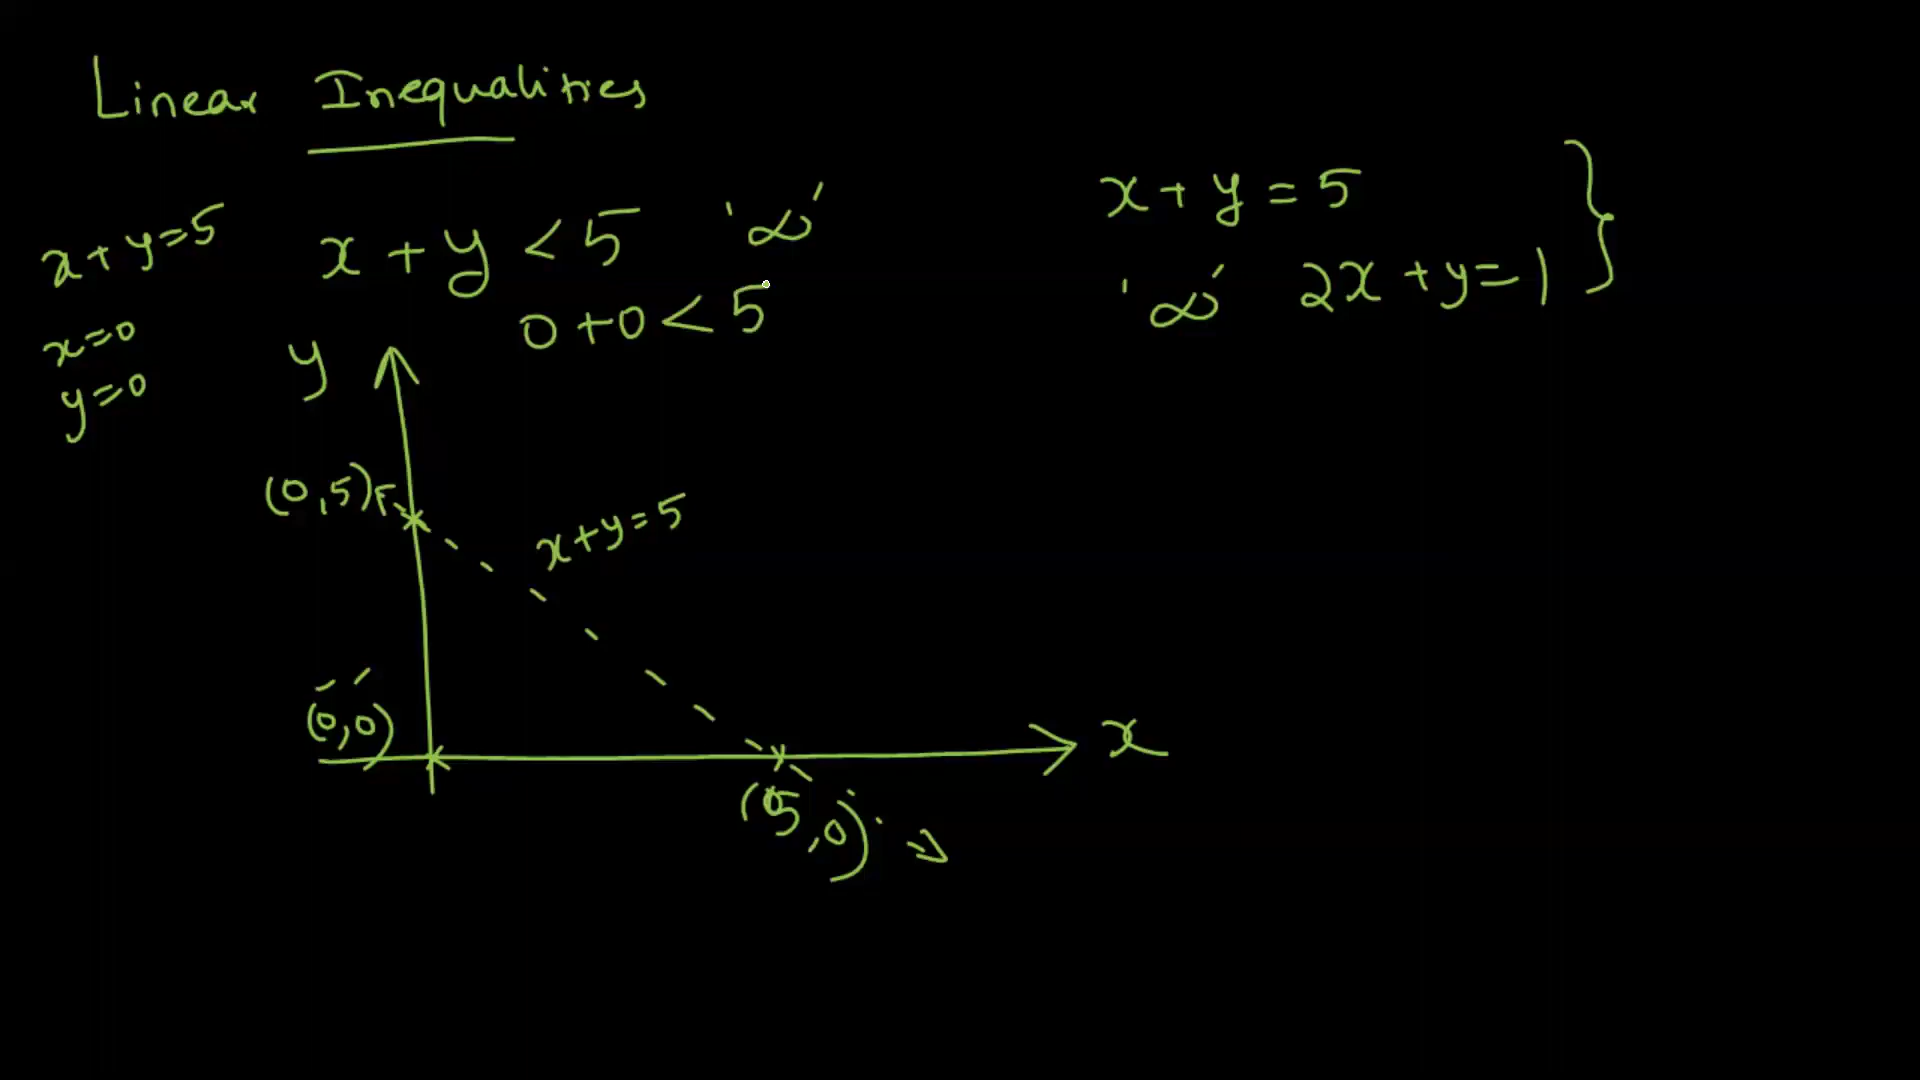 Linear Inequalities
x + y = 5
x + y < 5 '∞'
0 + 0 < 5
x = 0
y = 0
x + y = 5
'∞' 2x + y = 1 }
y
(0,5)
x + y = 5
(0,0)
x
(5,0)